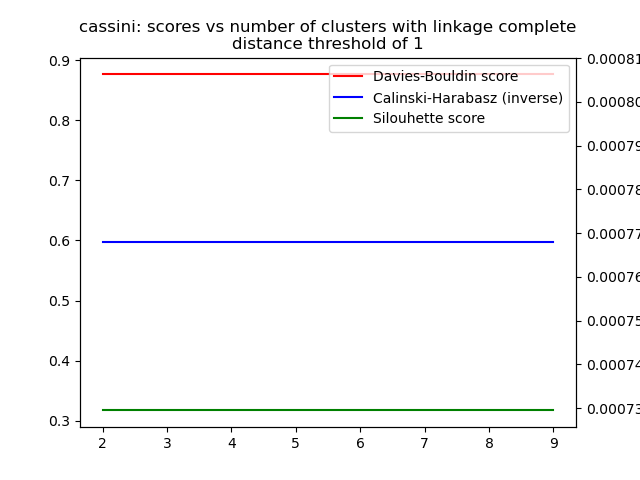 cassini: scores vs number of clusters with linkage complete
distance threshold of 1
0.9
0.8
0.7
0.6
0.5
0.4
0.3
Davies-Bouldin score
Calinski-Harabasz (inverse)
Silouhette score
0.00081
0.00080
0.00079
0.00078
0.00077
0.00076
0.00075
0.00074
0.00073
2 3 4 5 6 7 8 9